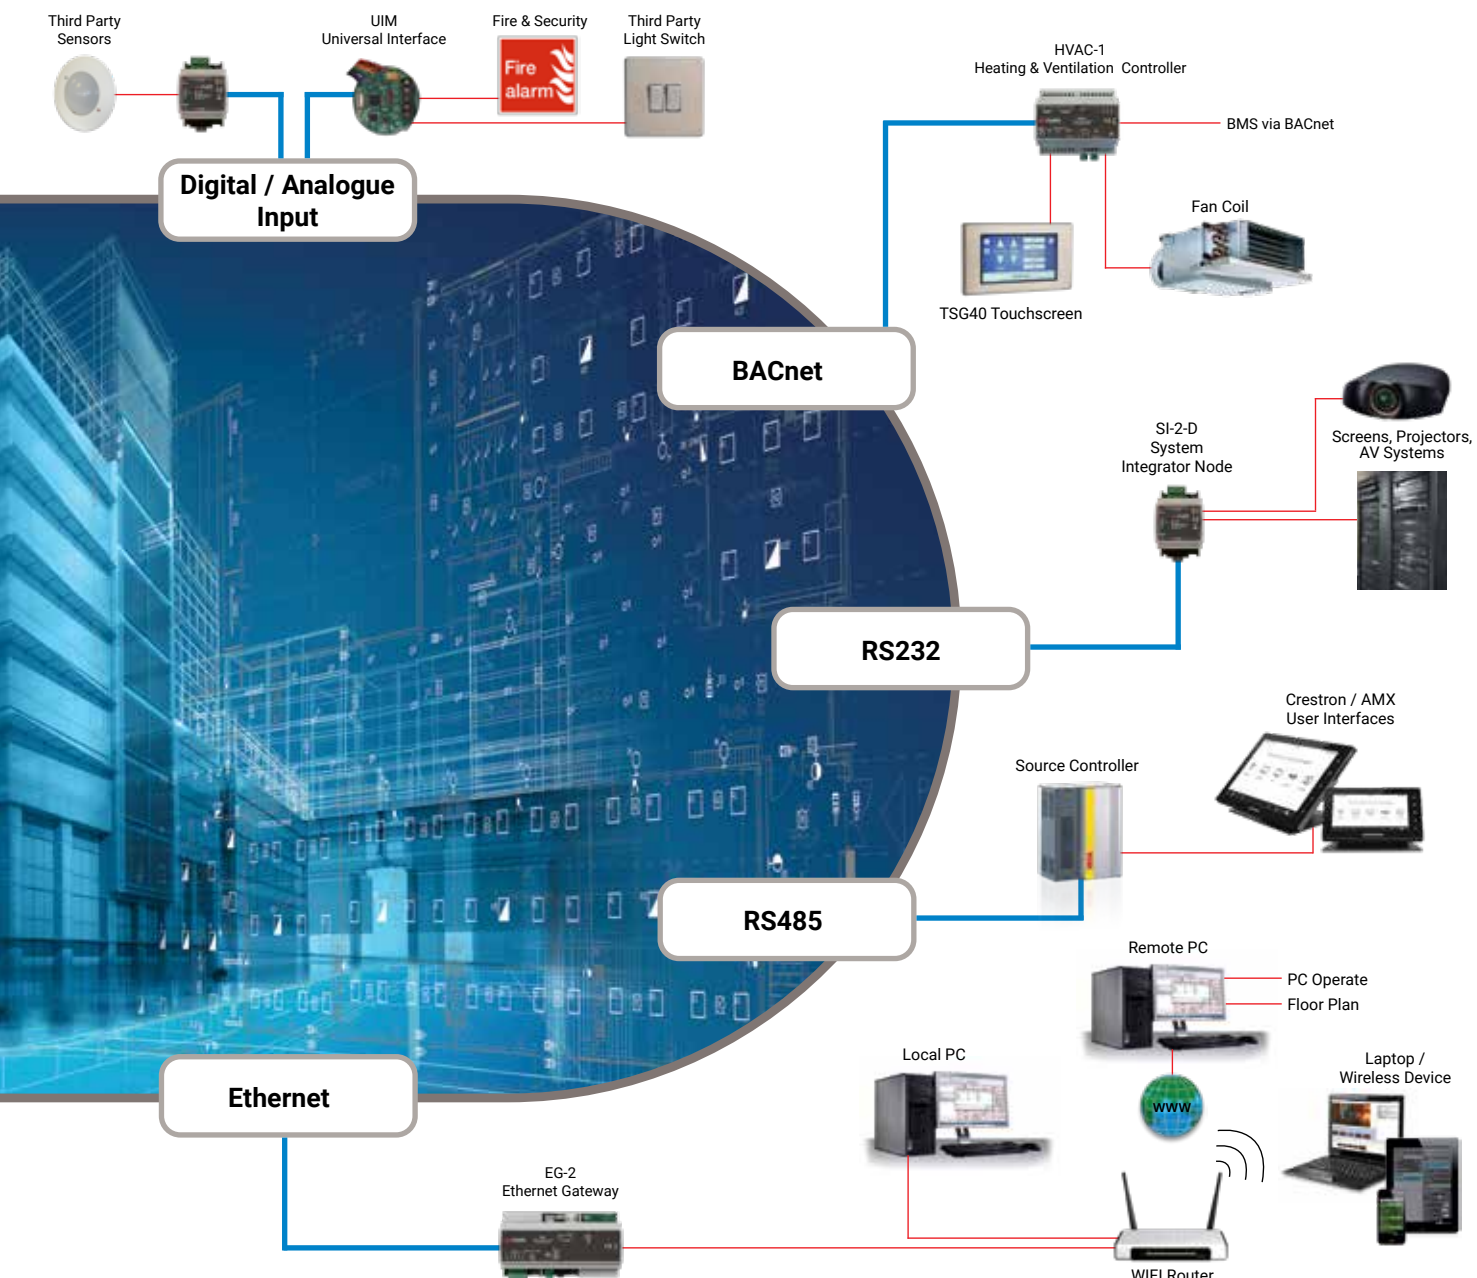 Third Party
Sensors
UIM
Universal Interface
Fire & Security
Third Party
Light Switch
Fire
alarm
HVAC-1
Heating & Ventilation Controller
BMS via BACnet
Digital / Analogue
Input
Fan Coil
TSG40 Touchscreen
BACnet
SI-2-D
System
Integrator Node
Screens, Projectors,
AV Systems
RS232
Crestron / AMX
User Interfaces
Source Controller
RS485
Remote PC
PC Operate
Floor Plan
Local PC
Laptop /
Wireless Device
www
Ethernet
EG-2
Ethernet Gateway
WIFI Router